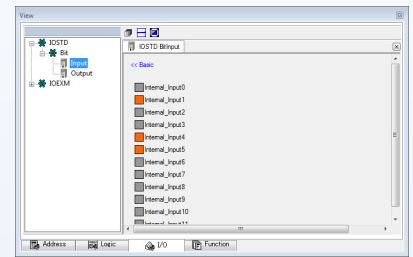 View
IOSTD
Bit
Input
Output
IOEXM
IOSTD BitInput
<< Basic
Internal_Input0
Internal_Input1
Internal_Input2
Internal_Input3
Internal_Input4
Internal_Input5
Internal_Input6
Internal_Input7
Internal_Input8
Internal_Input9
Internal_Input10
Internal_Input11
Address Logic I/O Function